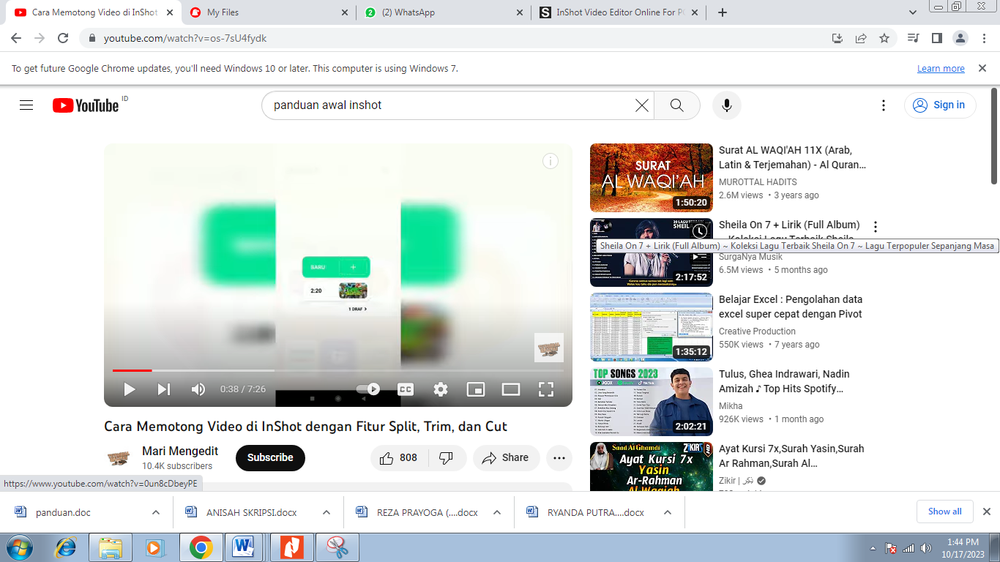 Cara Memotong Video di InShot
My Files
(2) WhatsApp
InShot Video Editor Online For PC
youtube.com/watch?v=os-7sU4fydk
To get future Google Chrome updates, you'll need Windows 10 or later. This computer is using Windows 7.
Learn more
YouTube ID
panduan awal inshot
Sign in
BARU
2:20
1 DRAF >
0:38 / 7:26
CC
Cara Memotong Video di InShot dengan Fitur Split, Trim, dan Cut
Mari Mengedit
10.4K subscribers
Subscribe
808
Share
SURAT
AL WAQI'AH
1:50:20
Surat AL WAQI'AH 11X (Arab,
Latin & Terjemahan) - Al Quran...
MUROTTAL HADITS
2.6M views • 3 years ago
2:17:52
Sheila On 7 + Lirik (Full Album)
Sheila On 7 + Lirik (Full Album) ~ Koleksi Lagu Terbaik Sheila On 7 ~ Lagu Terpopuler Sepanjang Masa
SurgaNya Musik
6.5M views • 5 months ago
1:35:12
Belajar Excel : Pengolahan data
excel super cepat dengan Pivot
Creative Production
550K views • 7 years ago
TOP SONGS 2023
JOOX
TikTok
2:02:21
Tulus, Ghea Indrawari, Nadin
Amizah ♪ Top Hits Spotify...
Mikha
926K views • 1 month ago
Saad Al Ghamdi
ZIKIR
Ayat Kursi 7x
Yasin
Ar-Rahman
Al Waqiah
Ayat Kursi 7x,Surah Yasin,Surah
Ar Rahman,Surah Al...
Zikir | ذِكِر
https://www.youtube.com/watch?v=0un8cDbeyPE
panduan.doc
ANISAH SKRIPSI.docx
REZA PRAYOGA (....docx
RYANDA PUTRA....docx
Show all
1:44 PM
10/17/2023